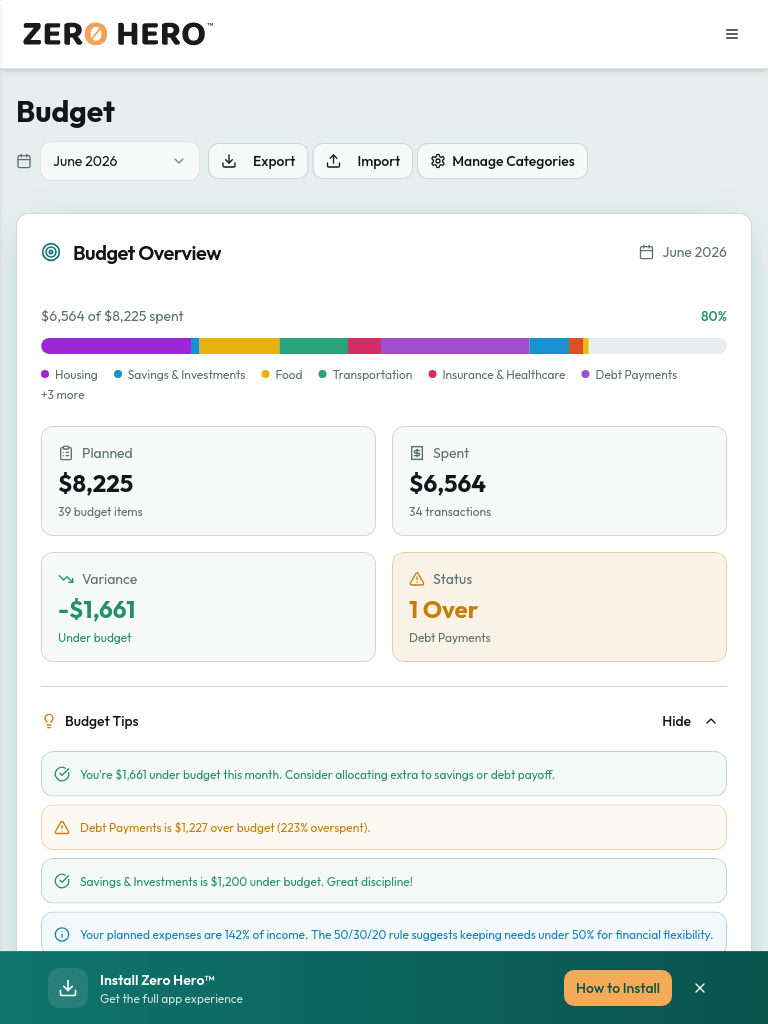 ZERO HERO™
Budget
June 2026
Export
Import
Manage Categories
Budget Overview
June 2026
$6,564 of $8,225 spent
80%
Housing
Savings & Investments
Food
Transportation
Insurance & Healthcare
Debt Payments
+3 more
Planned
$8,225
39 budget items
Spent
$6,564
34 transactions
Variance
-$1,661
Under budget
Status
1 Over
Debt Payments
Budget Tips
Hide
You're $1,661 under budget this month. Consider allocating extra to savings or debt payoff.
Debt Payments is $1,227 over budget (223% overspent).
Savings & Investments is $1,200 under budget. Great discipline!
Your planned expenses are 142% of income. The 50/30/20 rule suggests keeping needs under 50% for financial flexibility.
Install Zero Hero™
Get the full app experience
How to Install